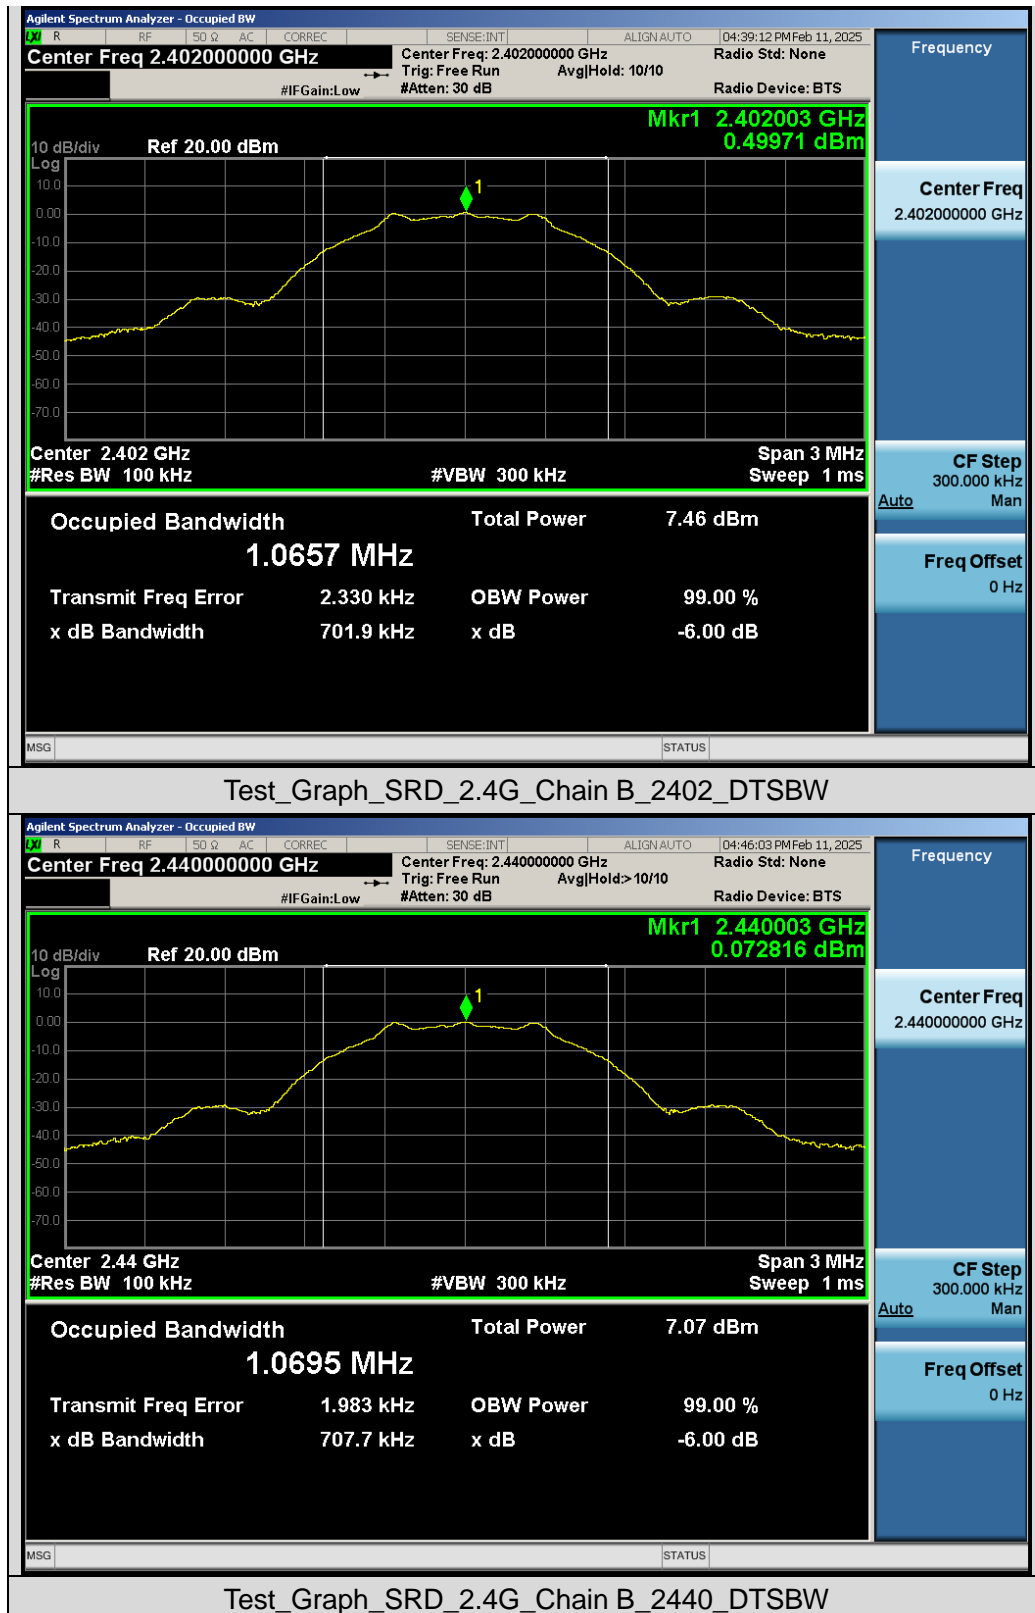 Agilent Spectrum Analyzer - Occupied BW
LXI R RF 50 Ω AC CORREC SENSE:INT ALIGN AUTO 04:39:12 PM Feb 11, 2025
Center Freq 2.402000000 GHz
Center Freq: 2.402000000 GHz Radio Std: None
Trig: Free Run Avg|Hold: 10/10
#IFGain:Low #Atten: 30 dB Radio Device: BTS
Frequency
Mkr1 2.402003 GHz
0.49971 dBm
10 dB/div Ref 20.00 dBm
Log
10.0
0.00
-10.0
-20.0
-30.0
-40.0
-50.0
-60.0
-70.0
1
Center 2.402 GHz Span 3 MHz
#Res BW 100 kHz #VBW 300 kHz Sweep 1 ms
Center Freq
2.402000000 GHz
CF Step
300.000 kHz
Auto Man
Freq Offset
0 Hz
Occupied Bandwidth Total Power 7.46 dBm
1.0657 MHz
Transmit Freq Error 2.330 kHz OBW Power 99.00 %
x dB Bandwidth 701.9 kHz x dB -6.00 dB
MSG STATUS
Test_Graph_SRD_2.4G_Chain B_2402_DTSBW
Agilent Spectrum Analyzer - Occupied BW
LXI R RF 50 Ω AC CORREC SENSE:INT ALIGN AUTO 04:46:03 PM Feb 11, 2025
Center Freq 2.440000000 GHz
Center Freq: 2.440000000 GHz Radio Std: None
Trig: Free Run Avg|Hold:>10/10
#IFGain:Low #Atten: 30 dB Radio Device: BTS
Frequency
Mkr1 2.440003 GHz
0.072816 dBm
10 dB/div Ref 20.00 dBm
Log
10.0
0.00
-10.0
-20.0
-30.0
-40.0
-50.0
-60.0
-70.0
1
Center 2.44 GHz Span 3 MHz
#Res BW 100 kHz #VBW 300 kHz Sweep 1 ms
Center Freq
2.440000000 GHz
CF Step
300.000 kHz
Auto Man
Freq Offset
0 Hz
Occupied Bandwidth Total Power 7.07 dBm
1.0695 MHz
Transmit Freq Error 1.983 kHz OBW Power 99.00 %
x dB Bandwidth 707.7 kHz x dB -6.00 dB
MSG STATUS
Test_Graph_SRD_2.4G_Chain B_2440_DTSBW